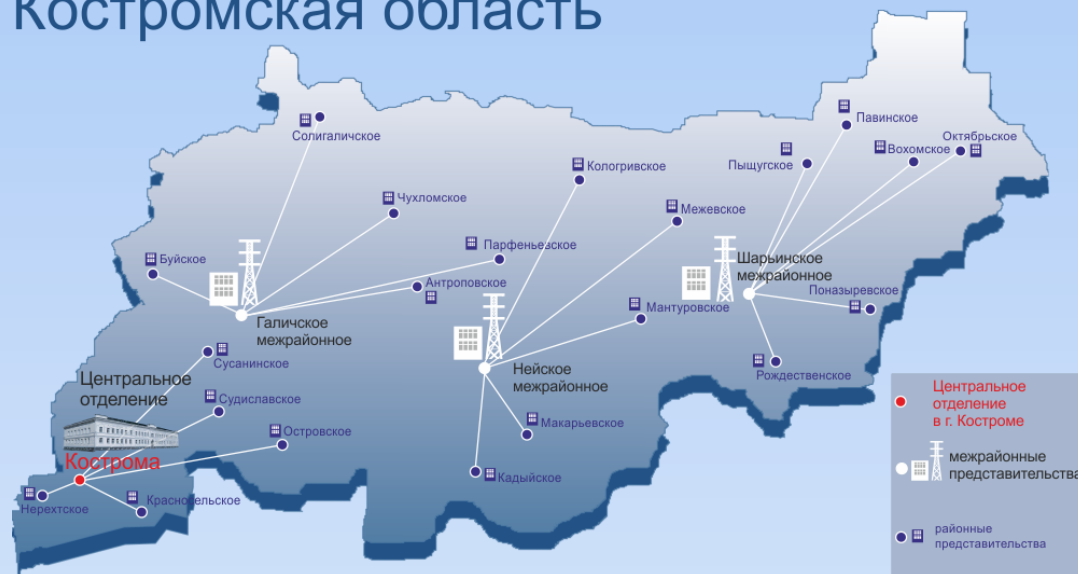 Костромская область
Солигаличское
Павинское
Октябрьское
Вохомское
Пыщугское
Кологривское
Чухломское
Межевское
Парфеньевское
Буйское
Антроповское
Шарьинское
межрайонное
Поназыревское
Мантуровское
Галичское
межрайонное
Сусанинское
Нейское
межрайонное
Рождественское
Центральное
отделение
Судиславское
Макарьевское
Островское
Кострома
Кадыйское
Нерехтское
Красносельское
Центральное
отделение
в г. Костроме
межрайонные
представительства
районные
представительства